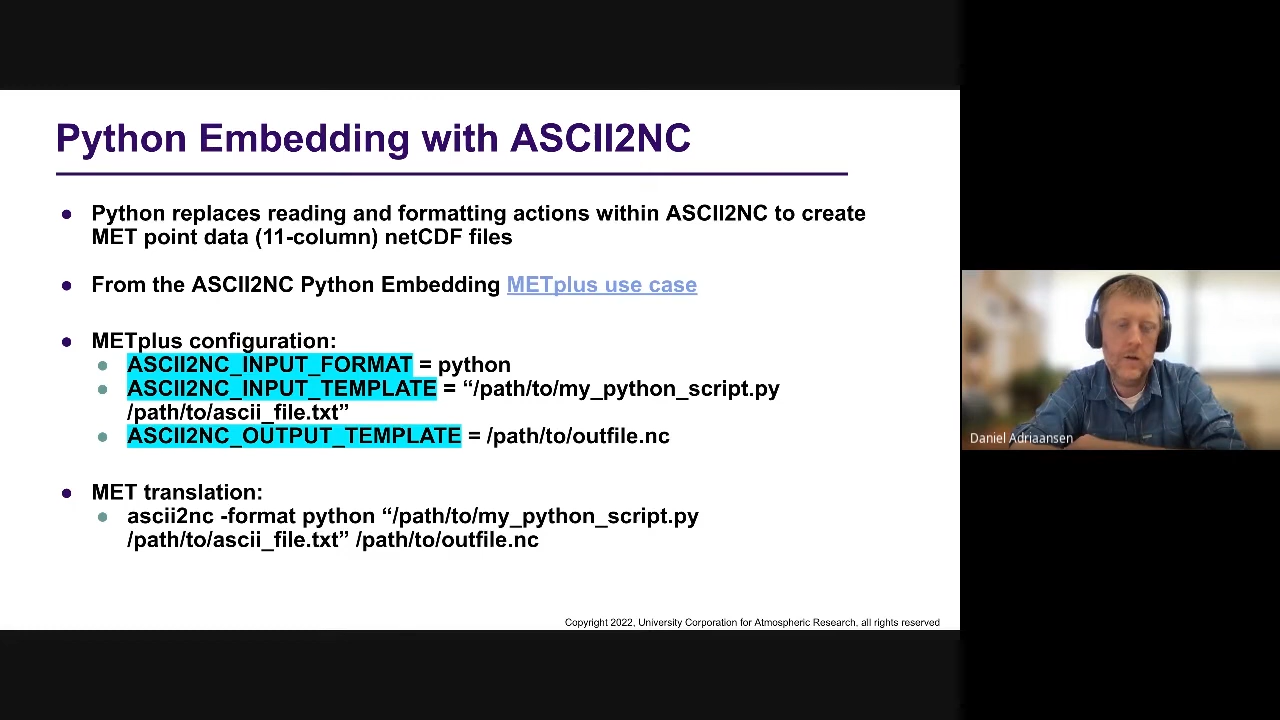 Python Embedding with ASCII2NC
● Python replaces reading and formatting actions within ASCII2NC to create
MET point data (11-column) netCDF files
● From the ASCII2NC Python Embedding METplus use case
● METplus configuration:
● ASCII2NC_INPUT_FORMAT = python
● ASCII2NC_INPUT_TEMPLATE = “/path/to/my_python_script.py
/path/to/ascii_file.txt”
● ASCII2NC_OUTPUT_TEMPLATE = /path/to/outfile.nc
● MET translation:
● ascii2nc -format python “/path/to/my_python_script.py
/path/to/ascii_file.txt” /path/to/outfile.nc
Copyright 2022, University Corporation for Atmospheric Research, all rights reserved
Daniel Adriaansen